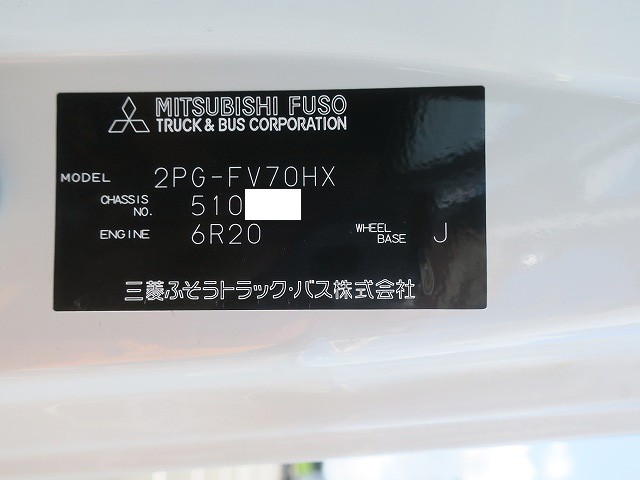 MITSUBISHI FUSO
TRUCK & BUS CORPORATION
MODEL 2PG-FV70HX
CHASSIS NO. 510
ENGINE 6R20 WHEEL BASE J
三菱ふそうトラック・バス株式会社